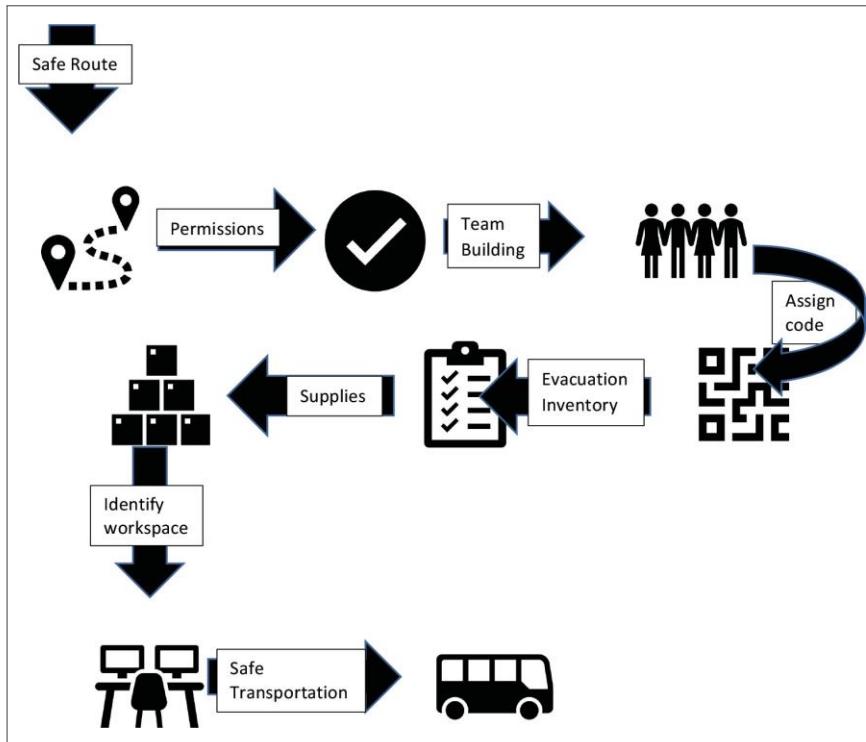 Safe Route
Permissions
Team
Building
Assign
code
Evacuation
Inventory
Supplies
Identify
workspace
Safe
Transportation